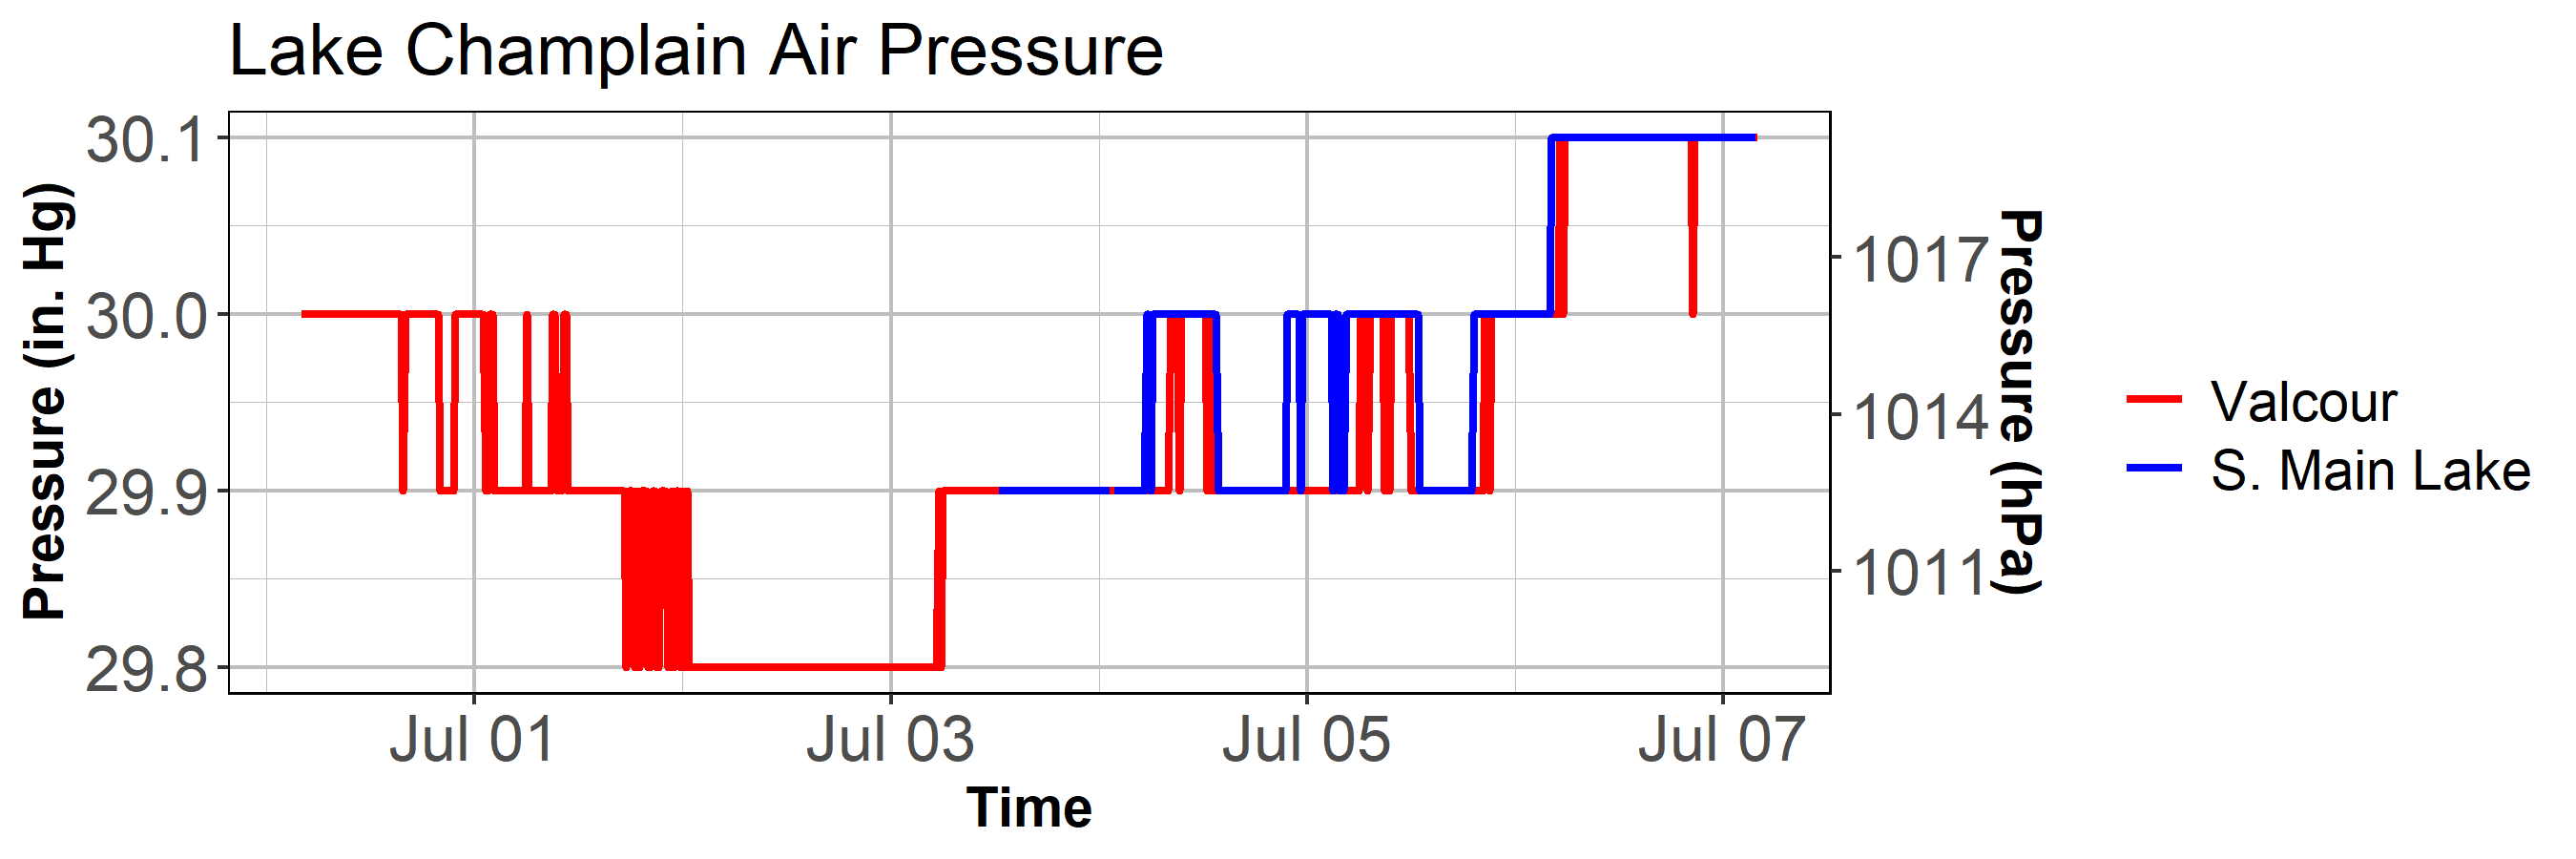 Lake Champlain Air Pressure
Pressure (in. Hg)
30.1
30.0
29.9
29.8
Jul 01
Jul 03
Jul 05
Jul 07
Time
1017
1014
1011
Pressure (hPa)
Valcour
S. Main Lake